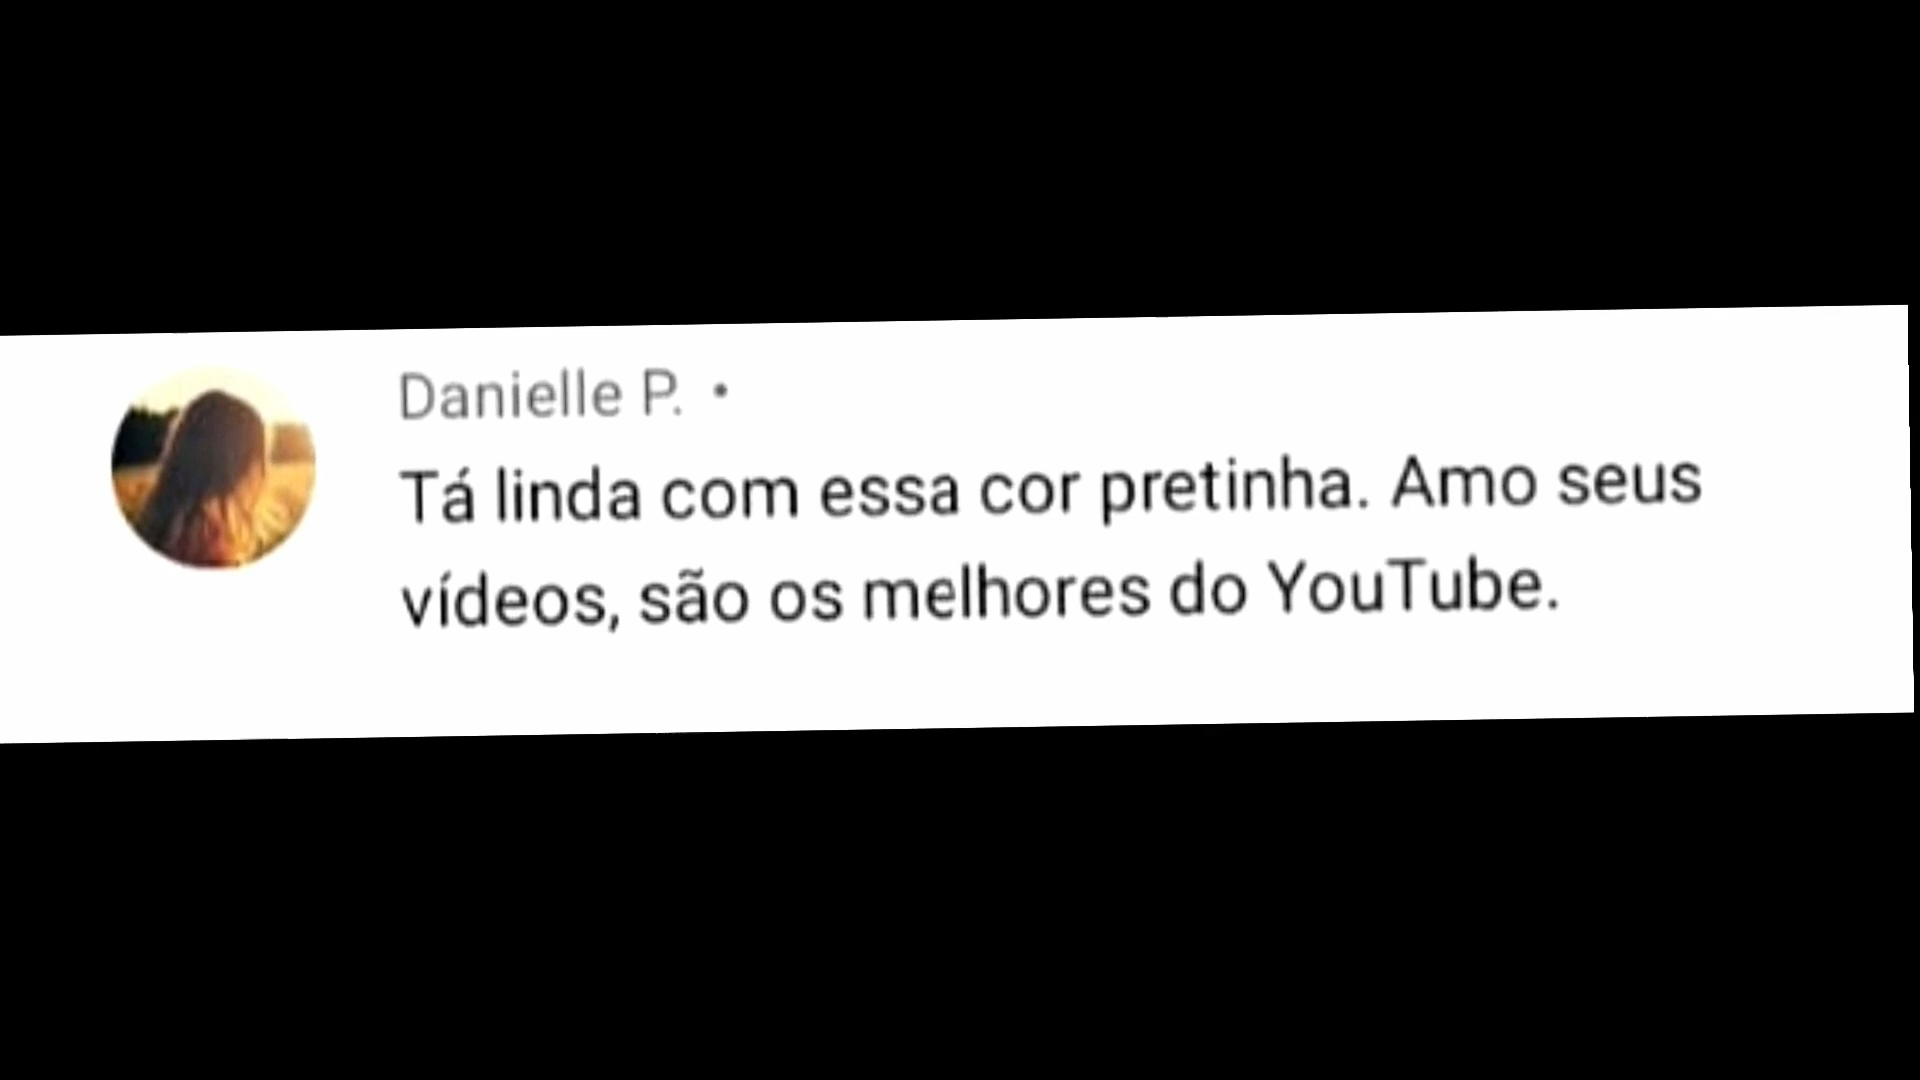 Danielle P. •
Tá linda com essa cor pretinha. Amo seus
vídeos, são os melhores do YouTube.